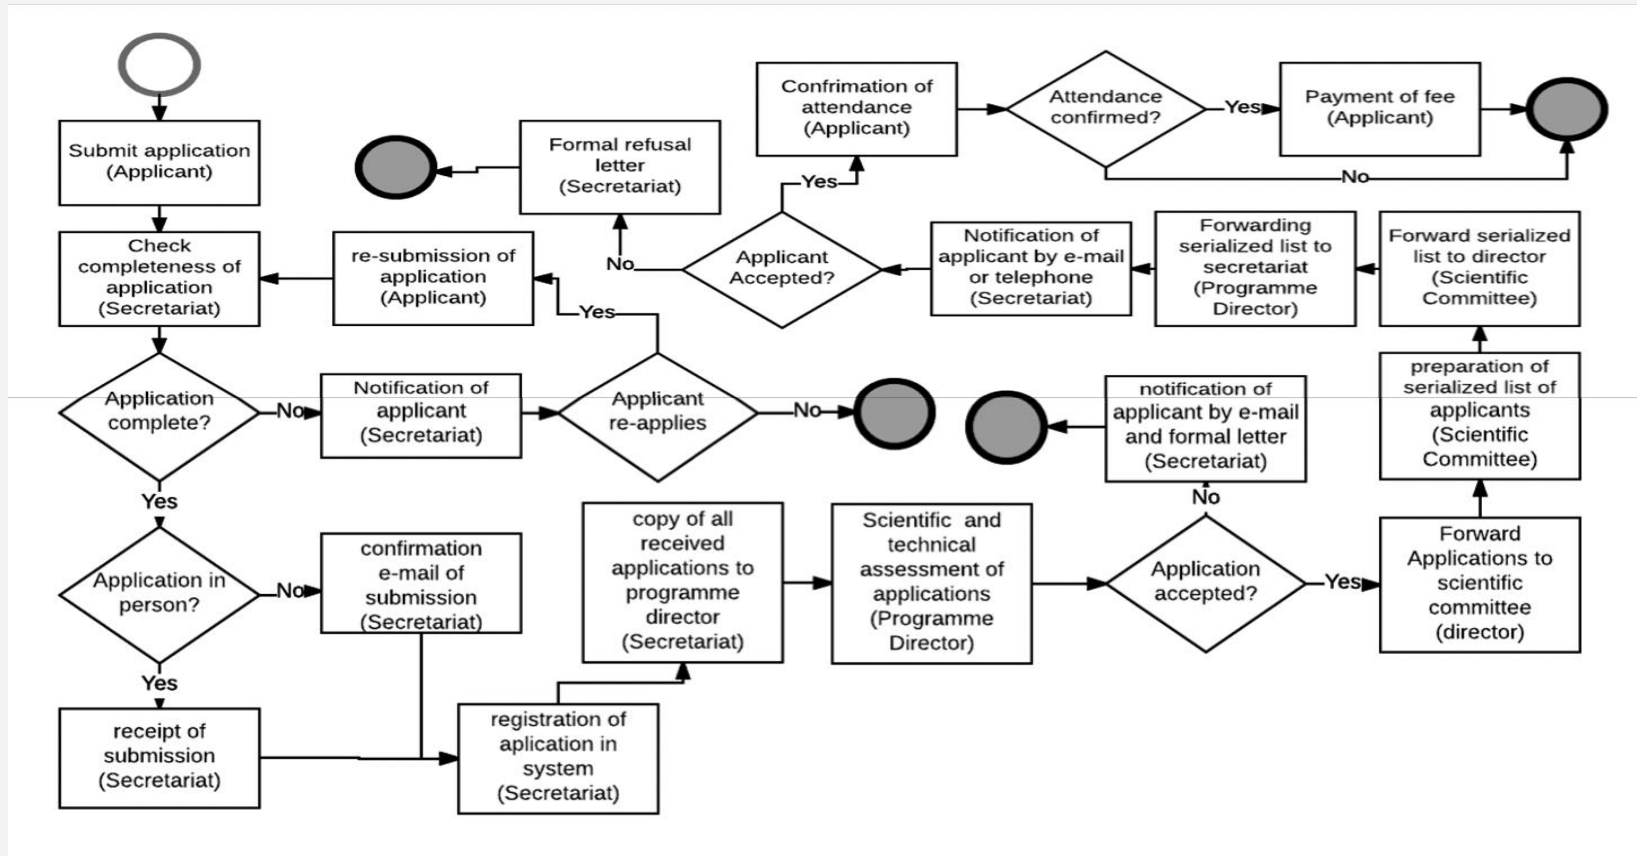 Submit application
(Applicant)
Check
completeness of
application
(Secretariat)
Application
complete?
No
Notification of
applicant
(Secretariat)
Applicant
re-applies
Yes
re-submission of
application
(Applicant)
No
Yes
Application in
person?
No
confirmation
e-mail of
submission
(Secretariat)
Yes
receipt of
submission
(Secretariat)
registration of
aplication in
system
(Secretariat)
copy of all
received
applications to
programme
director
(Secretariat)
Scientific and
technical
assessment of
applications
(Programme
Director)
Application
accepted?
No
notification of
applicant by e-mail
and formal letter
(Secretariat)
Yes
Forward
Applications to
scientific
committee
(director)
preparation of
serialized list of
applicants
(Scientific
Committee)
Forward serialized
list to director
(Scientific
Committee)
Forwarding
serialized list to
secretariat
(Programme
Director)
Notification of
applicant by e-mail
or telephone
(Secretariat)
Applicant
Accepted?
No
Formal refusal
letter
(Secretariat)
Yes
Confrimation of
attendance
(Applicant)
Attendance
confirmed?
Yes
Payment of fee
(Applicant)
No